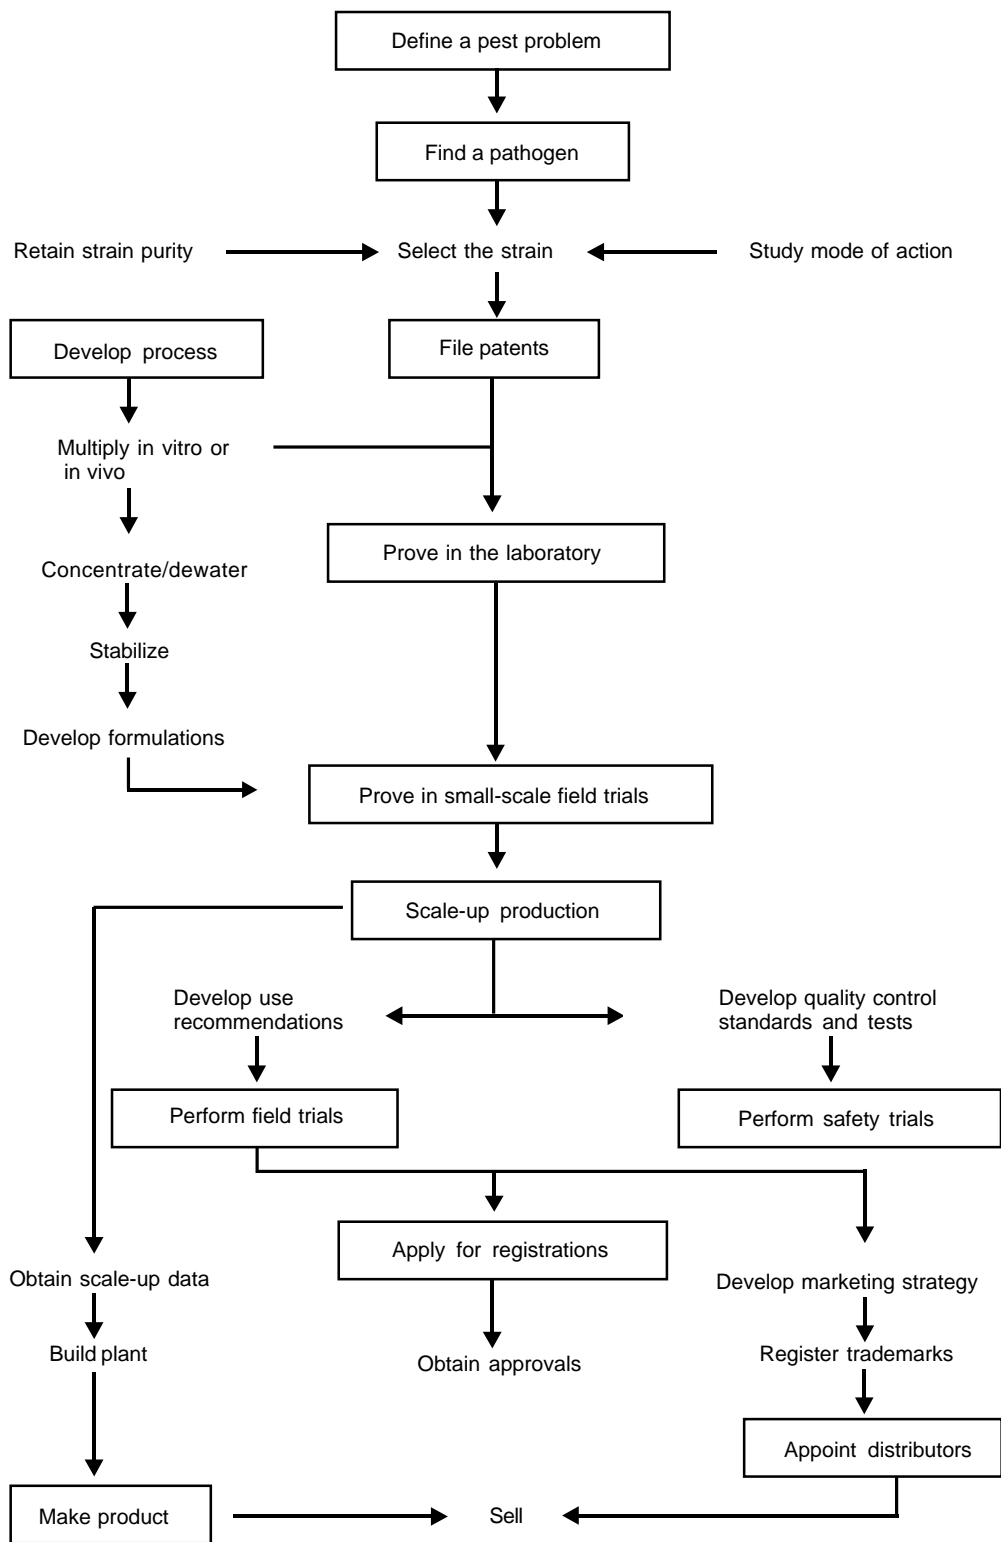 Define a pest problem
Find a pathogen
Retain strain purity
Select the strain
Study mode of action
Develop process
File patents
Multiply in vitro or
in vivo
Prove in the laboratory
Concentrate/dewater
Stabilize
Develop formulations
Prove in small-scale field trials
Scale-up production
Develop use
recommendations
Develop quality control
standards and tests
Perform field trials
Perform safety trials
Apply for registrations
Obtain scale-up data
Develop marketing strategy
Build plant
Obtain approvals
Register trademarks
Appoint distributors
Make product
Sell